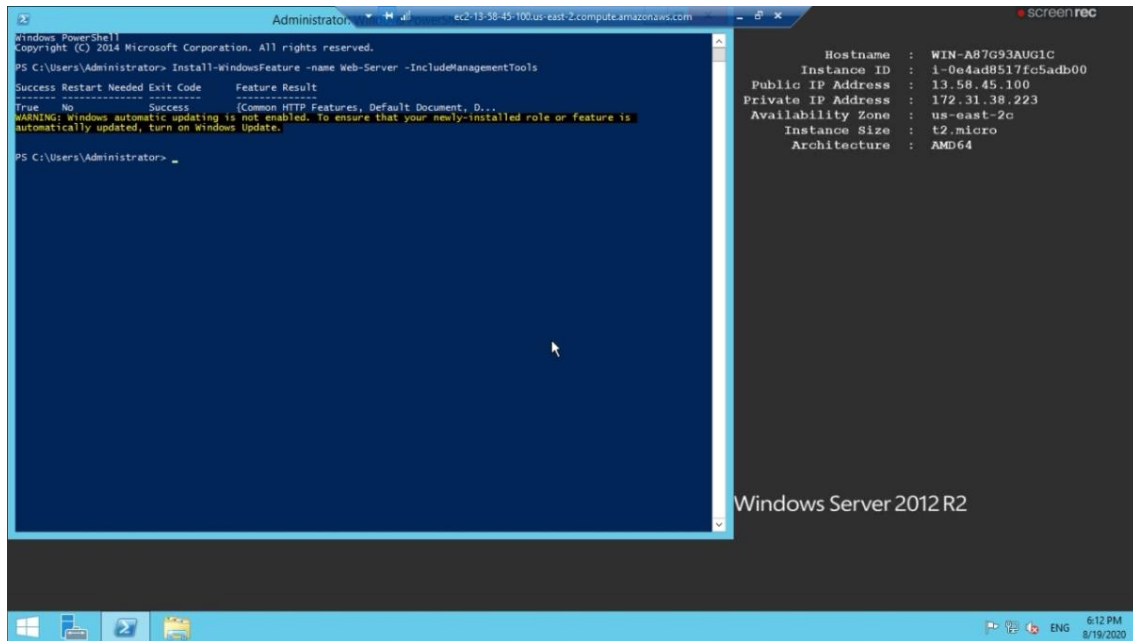 Administrator:
ec2-13-58-45-100.us-east-2.compute.amazonaws.com
screenrec
Windows PowerShell
Copyright (C) 2014 Microsoft Corporation. All rights reserved.
PS C:\Users\Administrator> Install-WindowsFeature -name Web-Server -IncludeManagementTools
Success Restart Needed Exit Code      Feature Result
------- -------------- ---------      --------------
True    No             Success        {Common HTTP Features, Default Document, D...
WARNING: Windows automatic updating is not enabled. To ensure that your newly-installed role or feature is
automatically updated, turn on Windows Update.
PS C:\Users\Administrator> _
Hostname : WIN-A87G93AUG1C
Instance ID : i-0e4ad8517fc5adb00
Public IP Address : 13.58.45.100
Private IP Address : 172.31.38.223
Availability Zone : us-east-2c
Instance Size : t2.micro
Architecture : AMD64
Windows Server 2012 R2
ENG
6:12 PM
8/19/2020